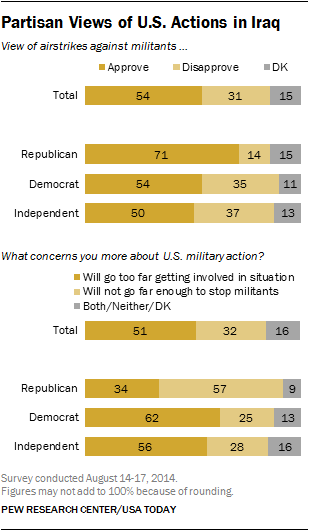 Partisan Views of U.S. Actions in Iraq
View of airstrikes against militants ...
Approve Disapprove DK
Total 54 31 15
Republican 71 14 15
Democrat 54 35 11
Independent 50 37 13
What concerns you more about U.S. military action?
Will go too far getting involved in situation
Will not go far enough to stop militants
Both/Neither/DK
Total 51 32 16
Republican 34 57 9
Democrat 62 25 13
Independent 56 28 16
Survey conducted August 14-17, 2014.
Figures may not add to 100% because of rounding.
PEW RESEARCH CENTER/USA TODAY